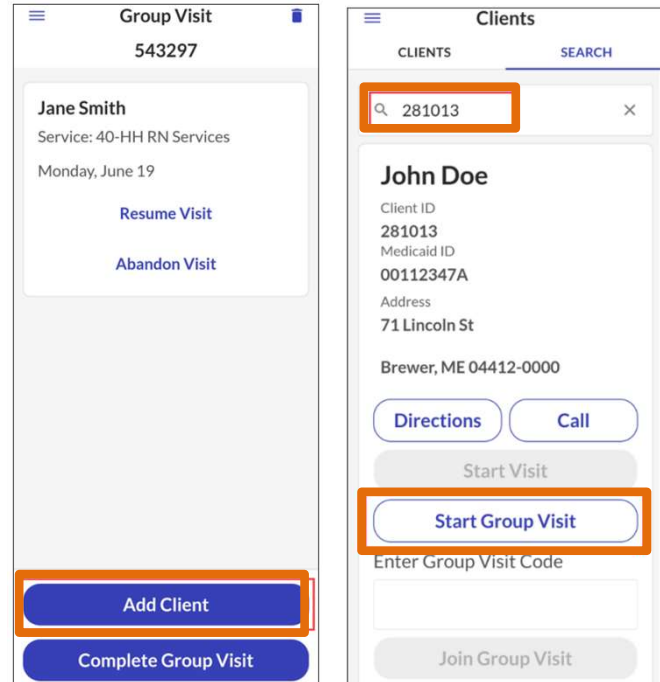 Group Visit
543297
Jane Smith
Service: 40-HH RN Services
Monday, June 19
Resume Visit
Abandon Visit
Add Client
Complete Group Visit
Clients
CLIENTS SEARCH
281013
John Doe
Client ID
281013
Medicaid ID
00112347A
Address
71 Lincoln St
Brewer, ME 04412-0000
Directions Call
Start Visit
Start Group Visit
Enter Group Visit Code
Join Group Visit